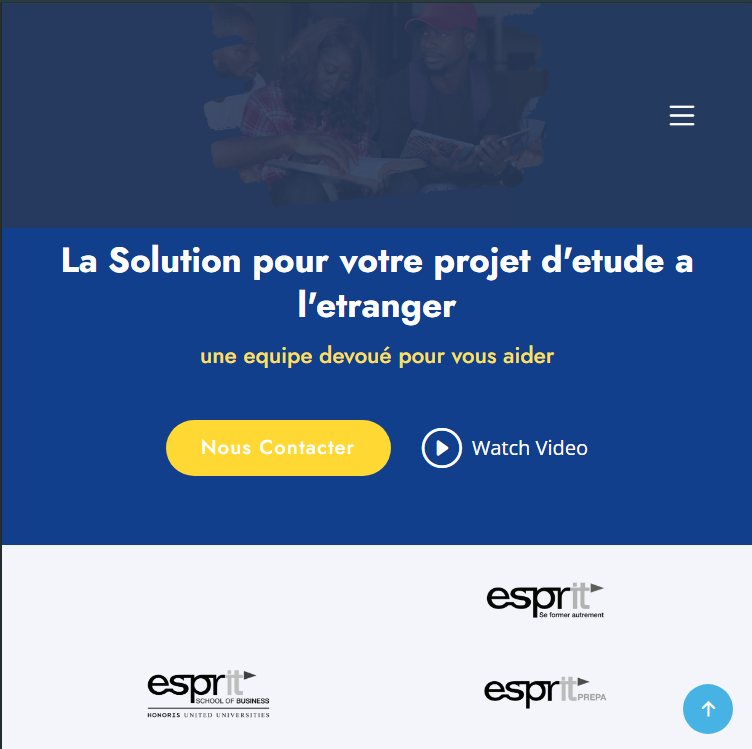 La Solution pour votre projet d'etude a
l'etranger
une equipe devoué pour vous aider
Nous Contacter
Watch Video
esprit
Se former autrement
esprit
SCHOOL OF BUSINESS
HONORIS UNITED UNIVERSITIES
esprit
PREPA